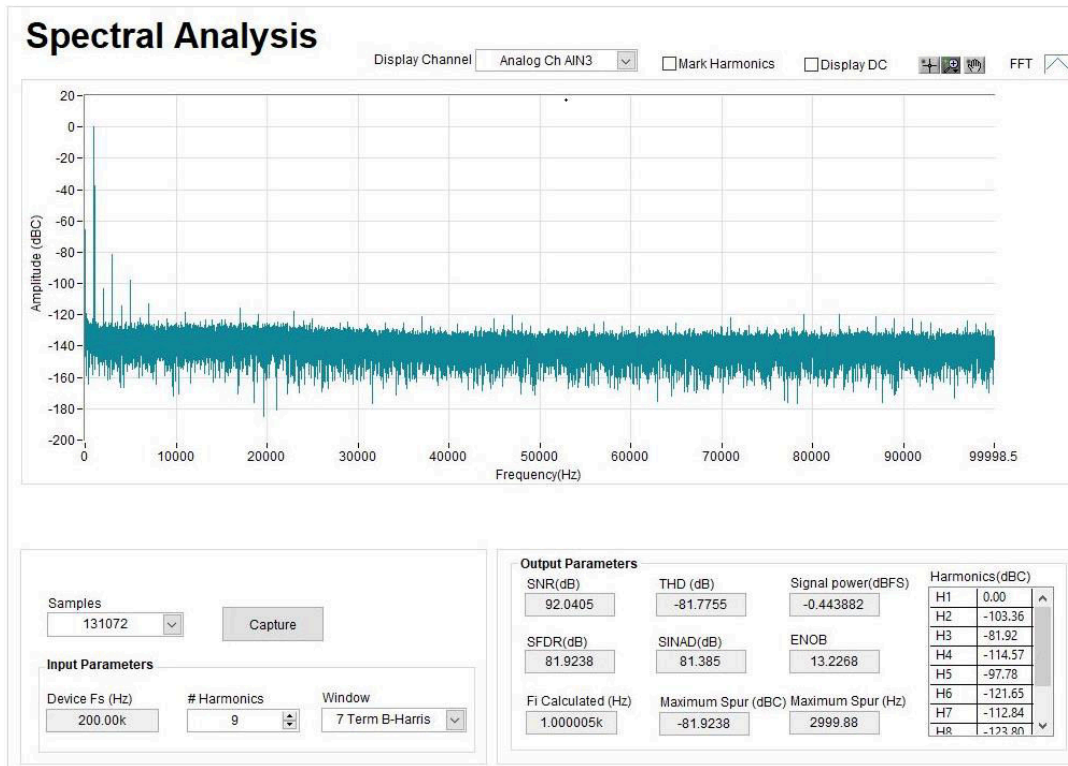 Spectral Analysis
Display Channel Analog Ch AIN3 Mark Harmonics Display DC FFT
20
0
-20
-40
-60
-80
-100
-120
-140
-160
-180
-200
Amplitude (dBC)
0 10000 20000 30000 40000 50000 60000 70000 80000 90000 99998.5
Frequency(Hz)
Samples
131072
Capture
Input Parameters
Device Fs (Hz) # Harmonics Window
200.00k 9 7 Term B-Harris
Output Parameters
SNR(dB) THD (dB) Signal power(dBFS)
92.0405 -81.7755 -0.443882
SFDR(dB) SINAD(dB) ENOB
81.9238 81.385 13.2268
Fi Calculated (Hz) Maximum Spur (dBC) Maximum Spur (Hz)
1.000005k -81.9238 2999.88
Harmonics(dBC)
H1 0.00
H2 -103.36
H3 -81.92
H4 -114.57
H5 -97.78
H6 -121.65
H7 -112.84
H8 -123.80